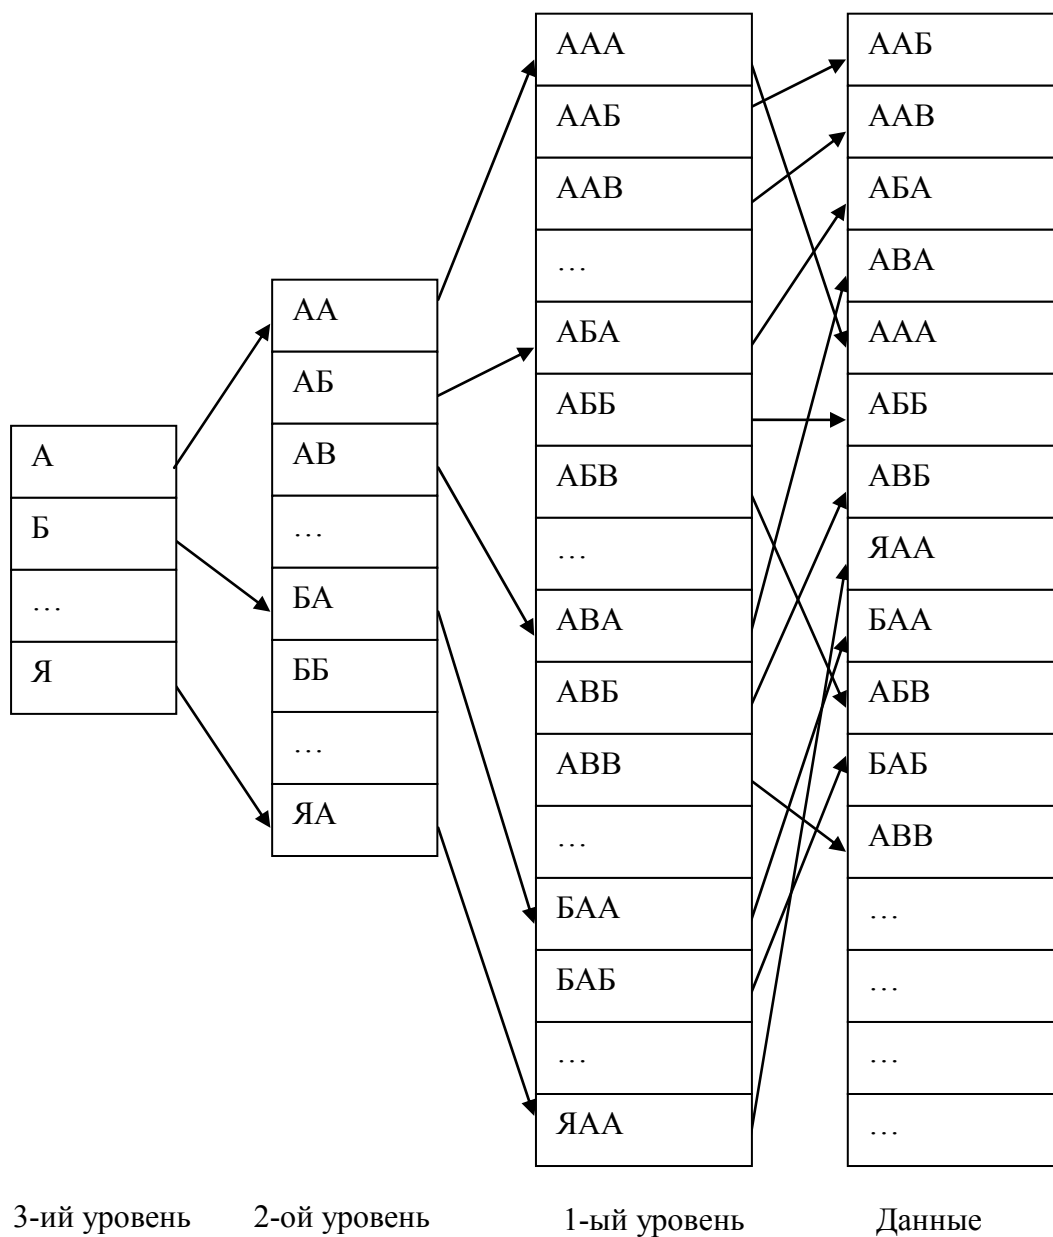 А
Б
…
Я
АА
АБ
АВ
…
БА
ББ
…
ЯА
ААА
ААБ
ААВ
…
АБА
АББ
АБВ
…
АВА
АВБ
АВВ
…
БАА
БАБ
…
ЯАА
ААБ
ААВ
АБА
АВА
ААА
АББ
АВБ
ЯАА
БАА
АБВ
БАБ
АВВ
…
…
…
…
3-ий уровень
2-ой уровень
1-ый уровень
Данные